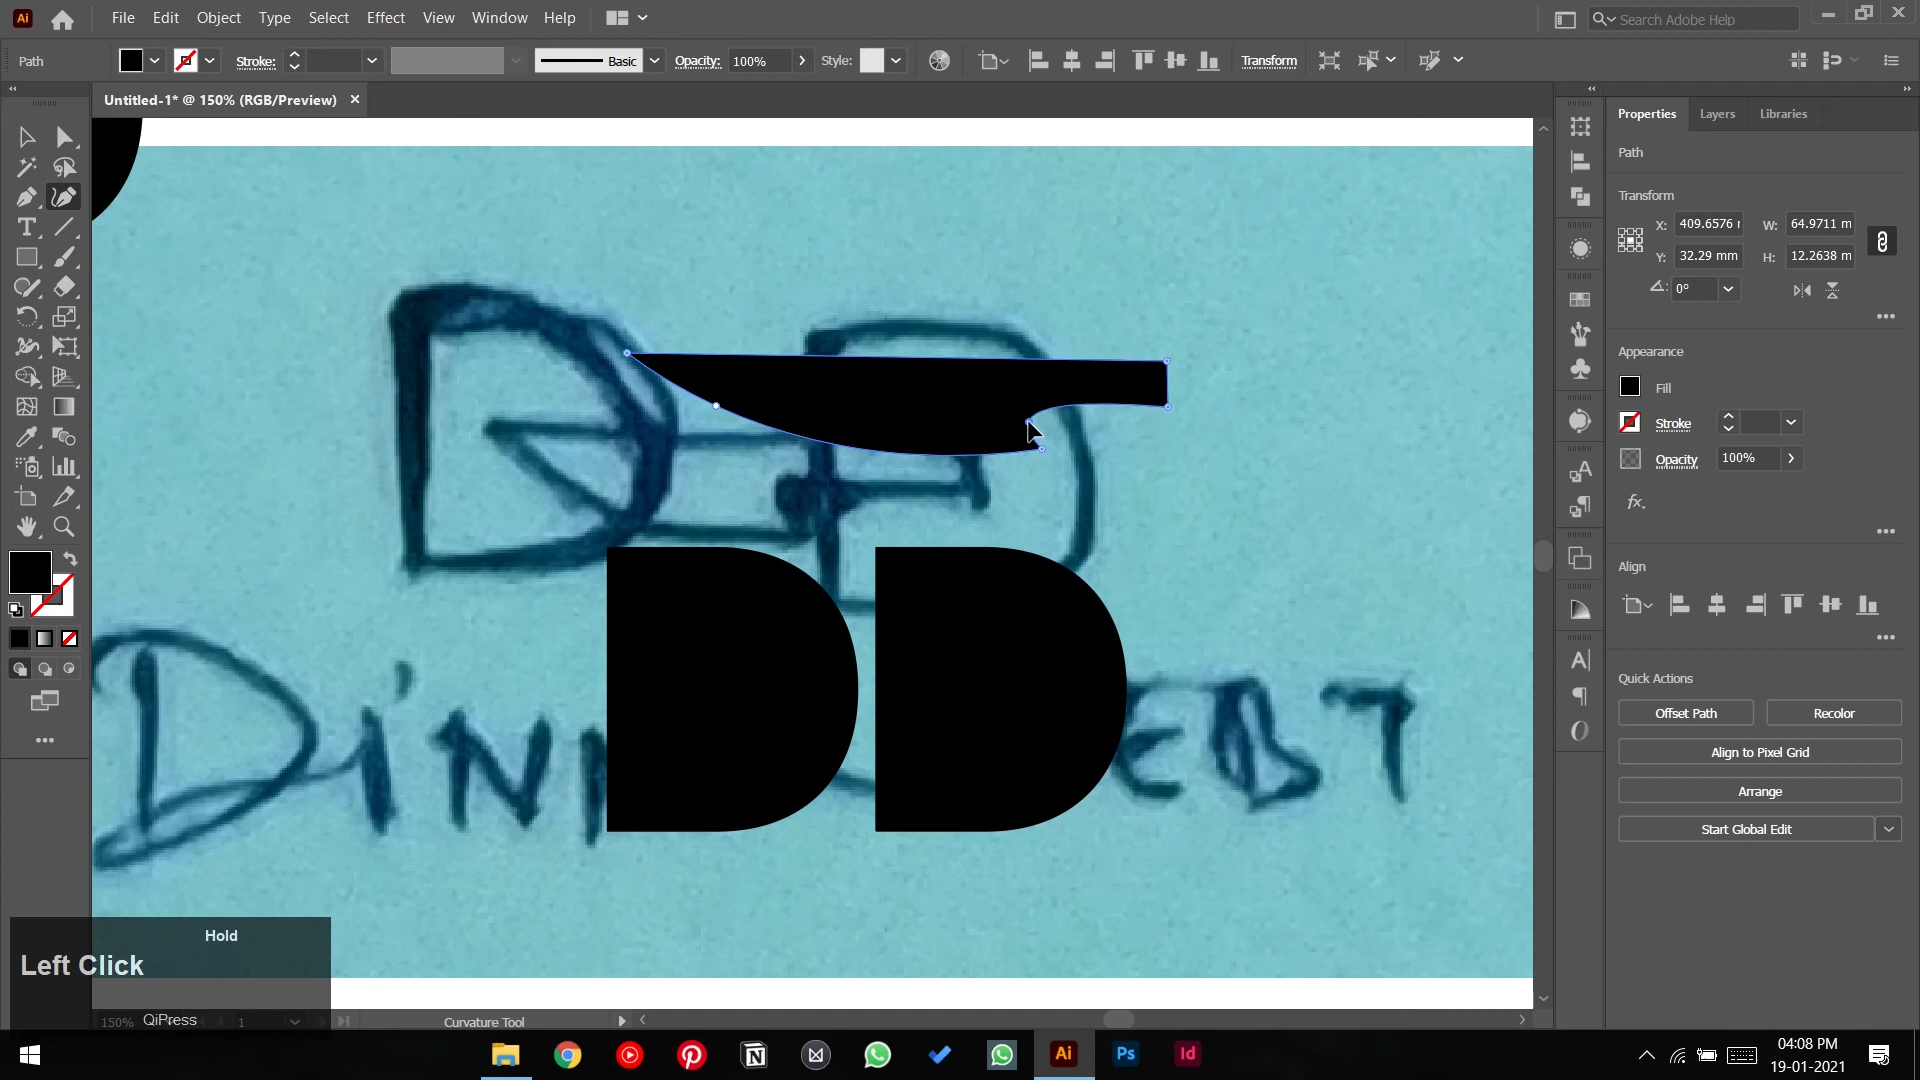 File Edit Object Type Select Effect View Window Help Search Adobe Help
Path Stroke: Basic Opacity: 100% Style: Transform
Untitled-1* @ 150% (RGB/Preview)
Properties Layers Libraries
Path
Transform
X: 409.6576 W: 64.9711 m
Y: 32.29 mm H: 12.2638 m
0°
Appearance
Fill
Stroke
Opacity 100%
fx.
Align
Quick Actions
Offset Path Recolor
Align to Pixel Grid
Arrange
Start Global Edit
DD
Hold
Left Click
QiPress
150% 1 Curvature Tool
04:08 PM
19-01-2021